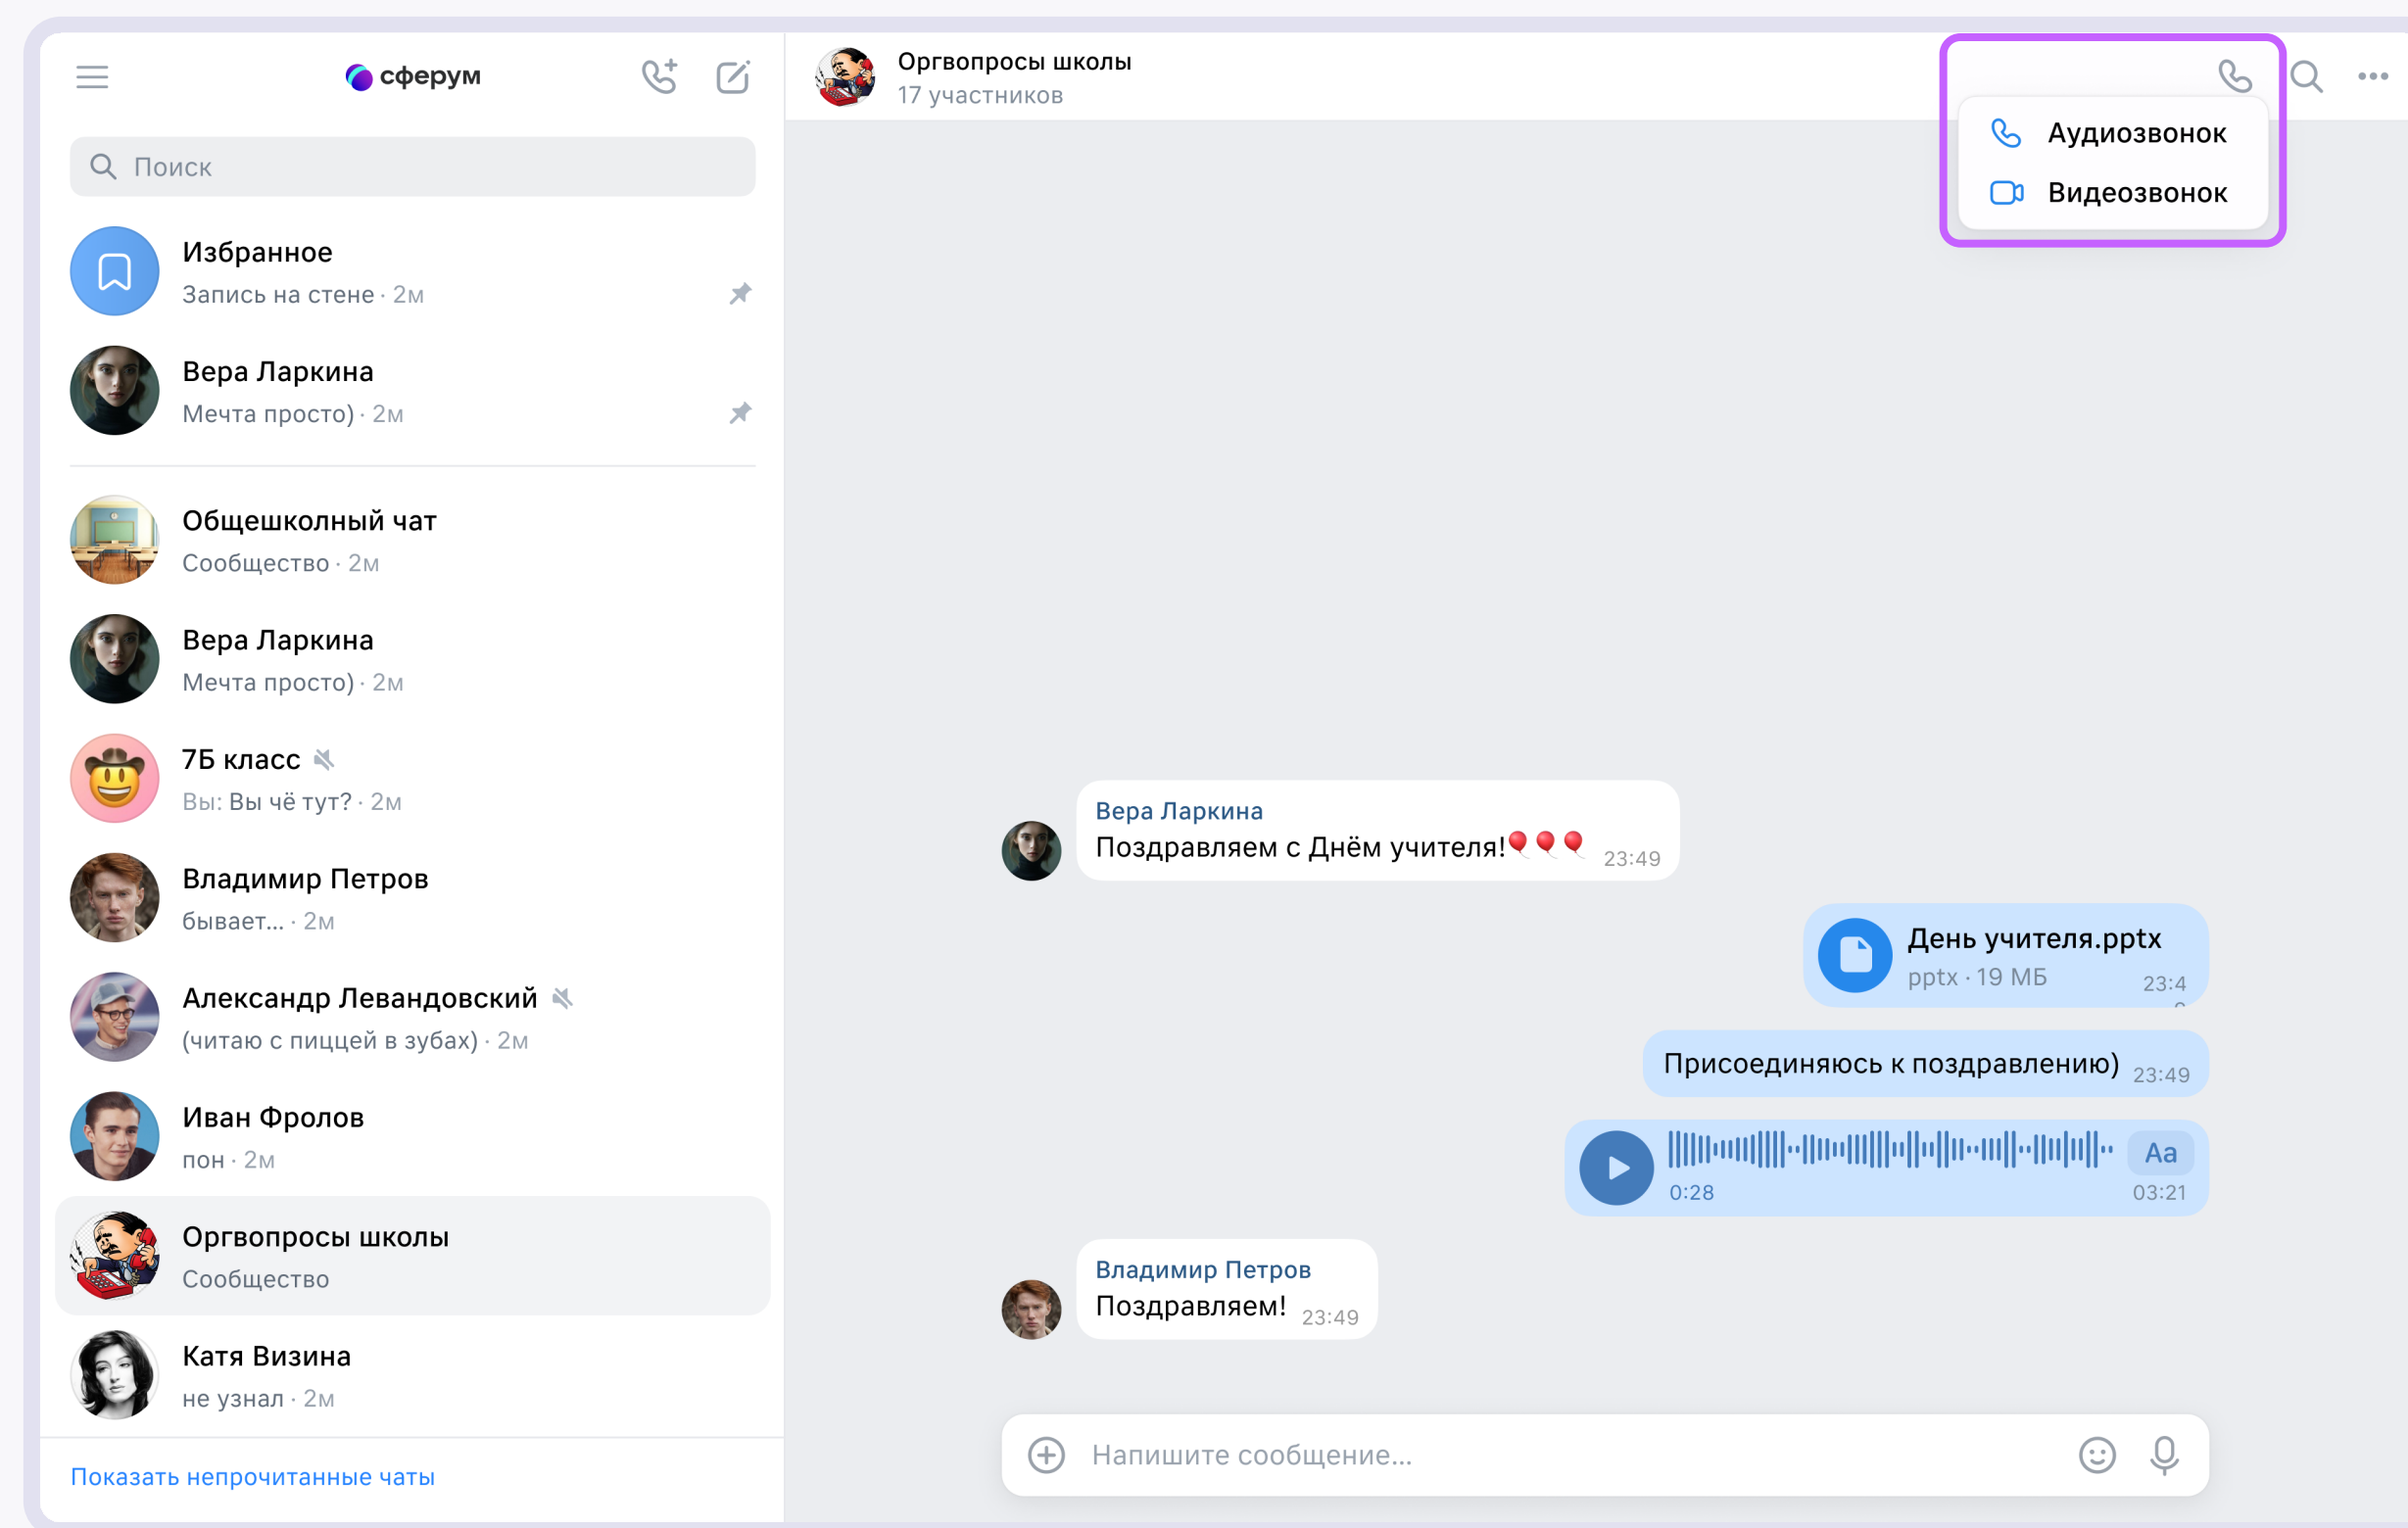 сферум
Поиск
Избранное
Запись на стене · 2м
Вера Ларкина
Мечта просто) · 2м
Общешколный чат
Сообщество · 2м
Вера Ларкина
Мечта просто) · 2м
7Б класс
Вы: Вы чё тут? · 2м
Владимир Петров
бывает... · 2м
Александр Левандовский
(читаю с пиццей в зубах) · 2м
Иван Фролов
пон · 2м
Оргвопросы школы
Сообщество
Катя Визина
не узнал · 2м
Показать непрочитанные чаты
Оргвопросы школы
17 участников
Аудиозвонок
Видеозвонок
Вера Ларкина
Поздравляем с Днём учителя!🎈🎈🎈 23:49
День учителя.pptx
pptx · 19 МБ 23:4
Присоединяюсь к поздравлению) 23:49
Aa
0:28 03:21
Владимир Петров
Поздравляем! 23:49
Напишите сообщение...